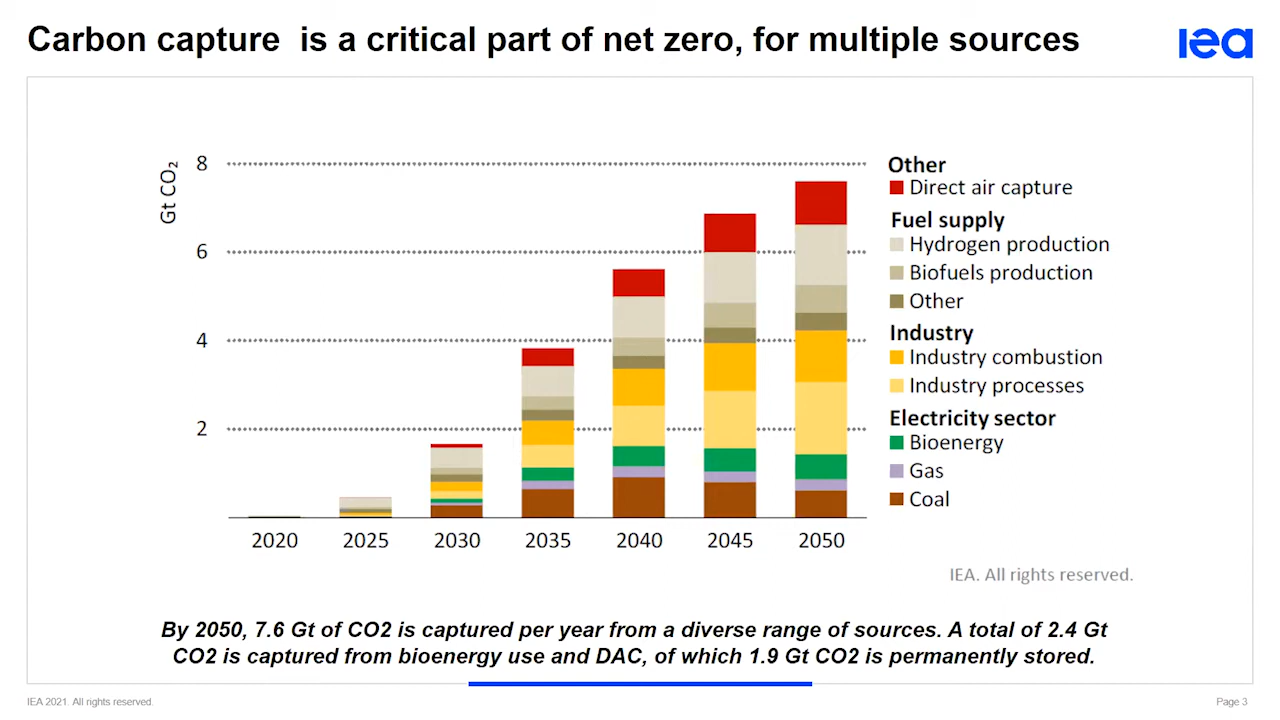 Carbon capture  is a critical part of net zero, for multiple sources
iea
Gt CO₂
8
6
4
2
2020 2025 2030 2035 2040 2045 2050
Other
Direct air capture
Fuel supply
Hydrogen production
Biofuels production
Other
Industry
Industry combustion
Industry processes
Electricity sector
Bioenergy
Gas
Coal
IEA. All rights reserved.
By 2050, 7.6 Gt of CO2 is captured per year from a diverse range of sources. A total of 2.4 Gt
CO2 is captured from bioenergy use and DAC, of which 1.9 Gt CO2 is permanently stored.
IEA 2021. All rights reserved.
Page 3